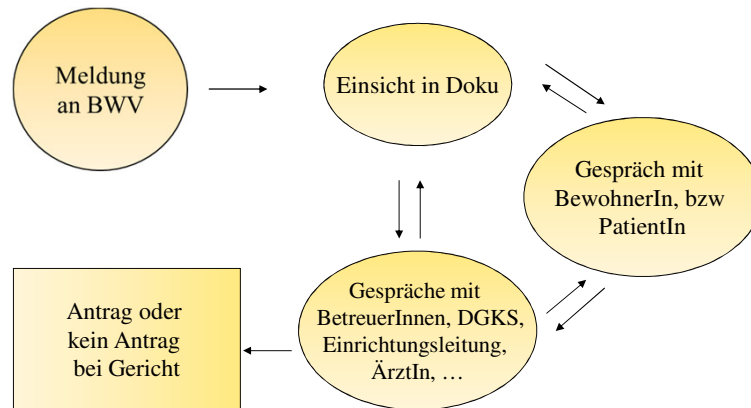 Meldung
an BWV
Einsicht in Doku
Gespräch mit
BewohnerIn, bzw
PatientIn
Gespräche mit
BetreuerInnen, DGKS,
Einrichtungsleitung,
ÄrztIn, …
Antrag oder
kein Antrag
bei Gericht